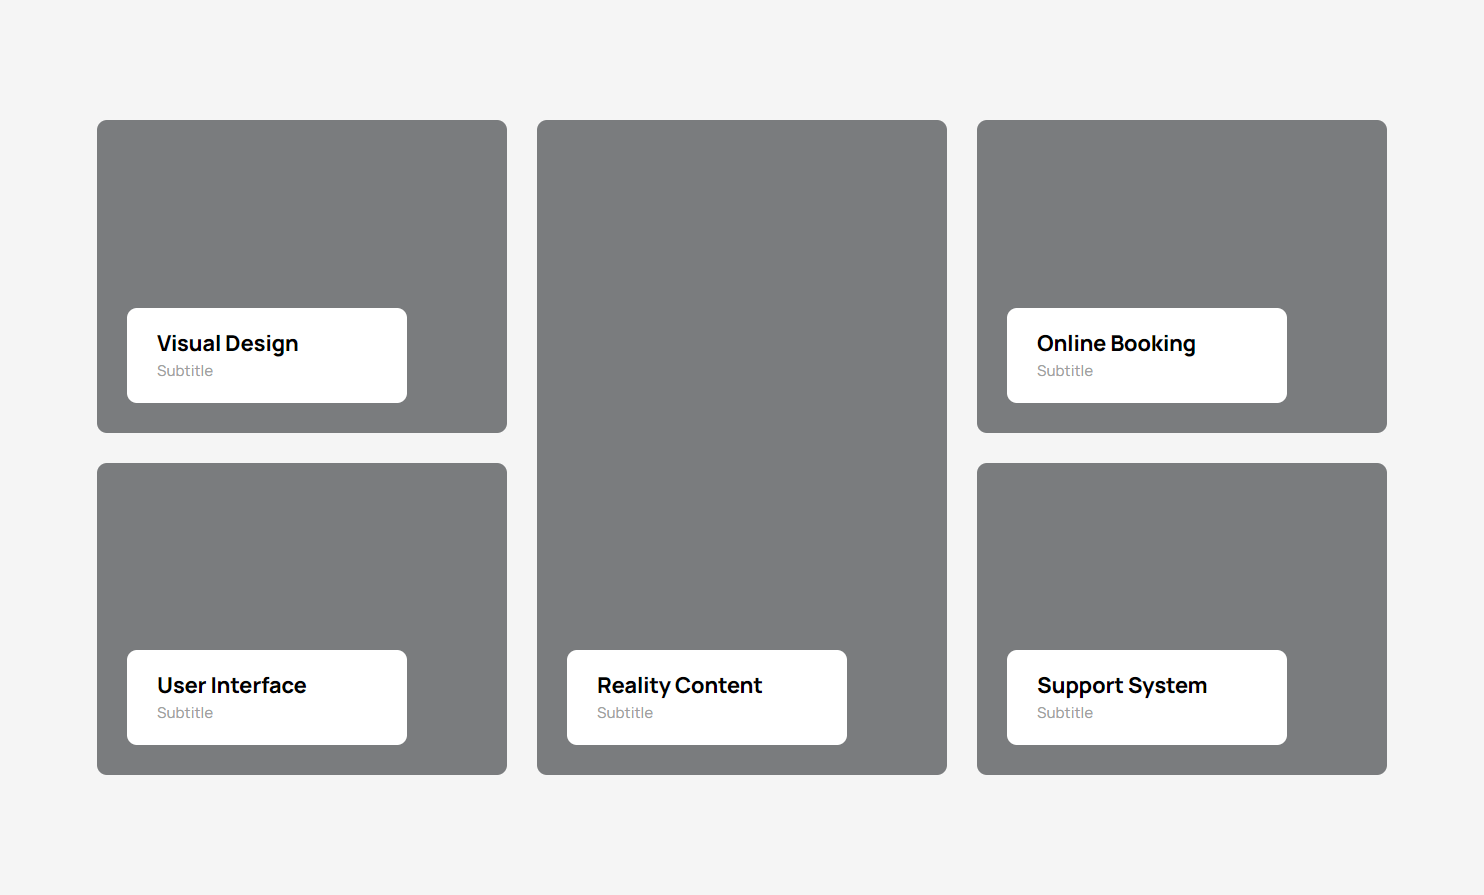 Visual Design
Subtitle
Online Booking
Subtitle
User Interface
Subtitle
Reality Content
Subtitle
Support System
Subtitle